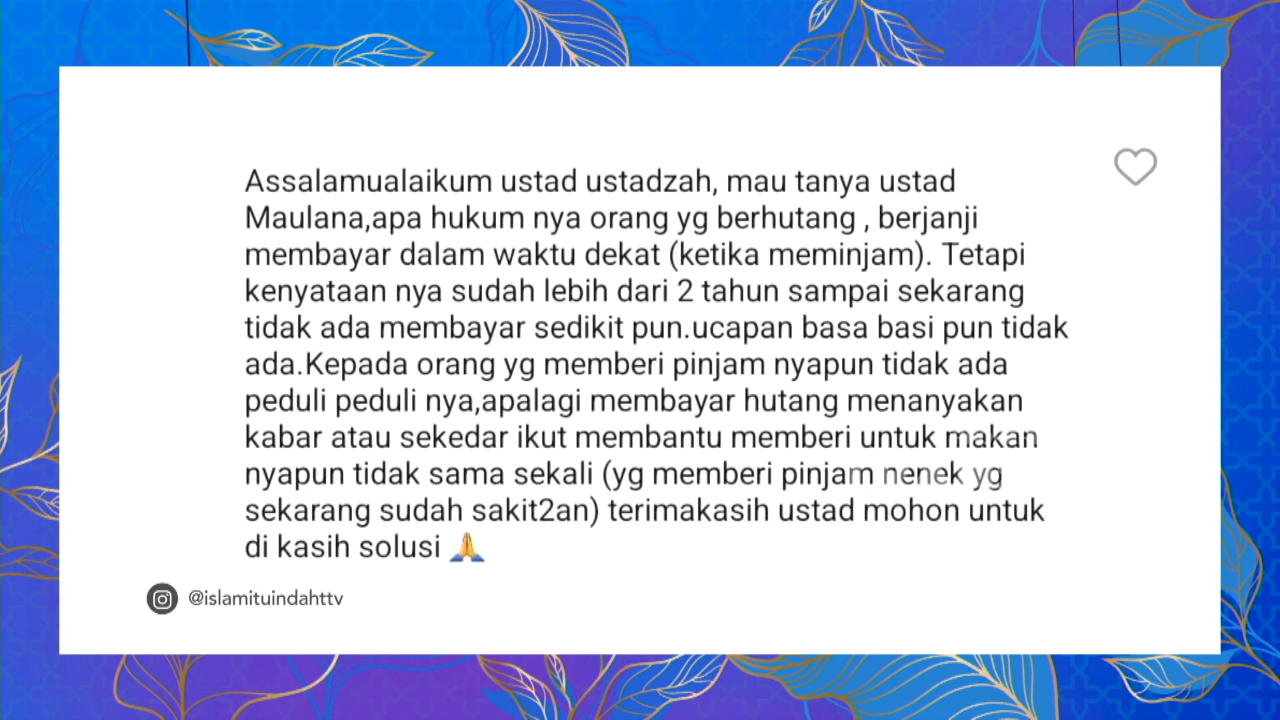 Assalamualaikum ustad ustadzah, mau tanya ustad
Maulana,apa hukum nya orang yg berhutang , berjanji
membayar dalam waktu dekat (ketika meminjam). Tetapi
kenyataan nya sudah lebih dari 2 tahun sampai sekarang
tidak ada membayar sedikit pun.ucapan basa basi pun tidak
ada.Kepada orang yg memberi pinjam nyapun tidak ada
peduli peduli nya,apalagi membayar hutang menanyakan
kabar atau sekedar ikut membantu memberi untuk makan
nyapun tidak sama sekali (yg memberi pinjam nenek yg
sekarang sudah sakit2an) terimakasih ustad mohon untuk
di kasih solusi 🙏
@islamituindahttv